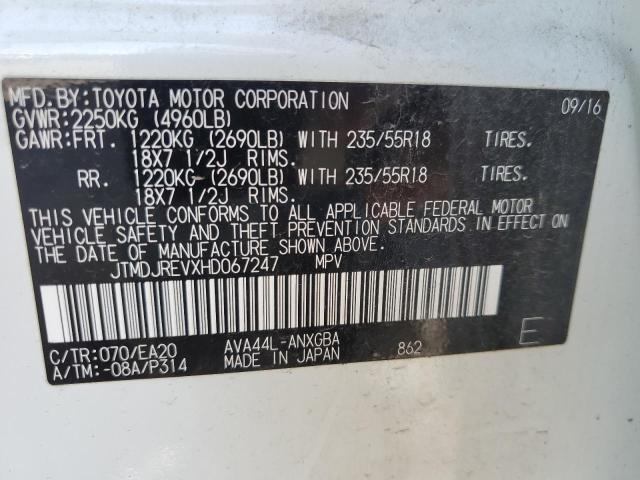 MFD.BY:TOYOTA MOTOR CORPORATION 09/16
GVWR:2250KG (4960LB)
GAWR:FRT. 1220KG (2690LB) WITH 235/55R18 TIRES.
18X7 1/2J RIMS.
RR. 1220KG (2690LB) WITH 235/55R18 TIRES.
18X7 1/2J RIMS.
THIS VEHICLE CONFORMS TO ALL APPLICABLE FEDERAL MOTOR
VEHICLE SAFETY AND THEFT PREVENTION STANDARDS IN EFFECT ON
THE DATE OF MANUFACTURE SHOWN ABOVE.
JTMDJREVXHD067247 MPV
C/TR:070/EA20 AVA44L-ANXGBA 862 E
A/TM:-08A/P314 MADE IN JAPAN